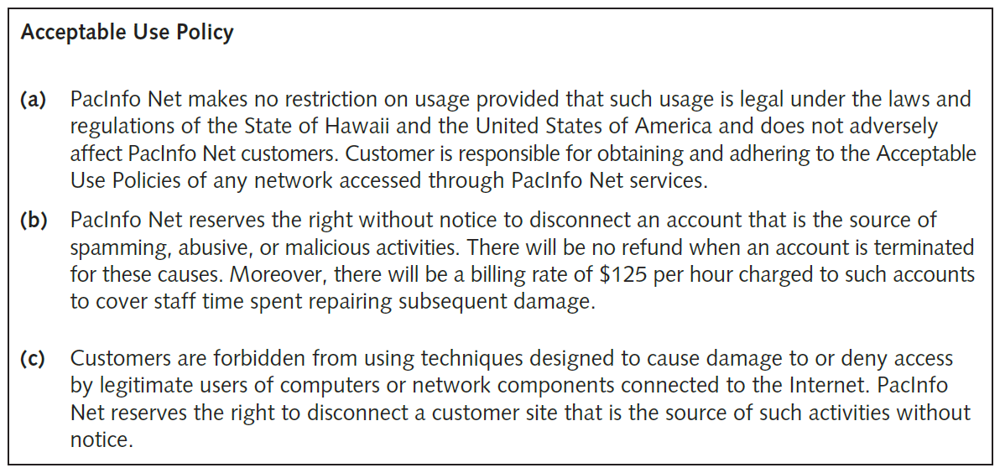 Acceptable Use Policy
(a) PacInfo Net makes no restriction on usage provided that such usage is legal under the laws and
regulations of the State of Hawaii and the United States of America and does not adversely
affect PacInfo Net customers. Customer is responsible for obtaining and adhering to the Acceptable
Use Policies of any network accessed through PacInfo Net services.
(b) PacInfo Net reserves the right without notice to disconnect an account that is the source of
spamming, abusive, or malicious activities. There will be no refund when an account is terminated
for these causes. Moreover, there will be a billing rate of $125 per hour charged to such accounts
to cover staff time spent repairing subsequent damage.
(c) Customers are forbidden from using techniques designed to cause damage to or deny access
by legitimate users of computers or network components connected to the Internet. PacInfo
Net reserves the right to disconnect a customer site that is the source of such activities without
notice.